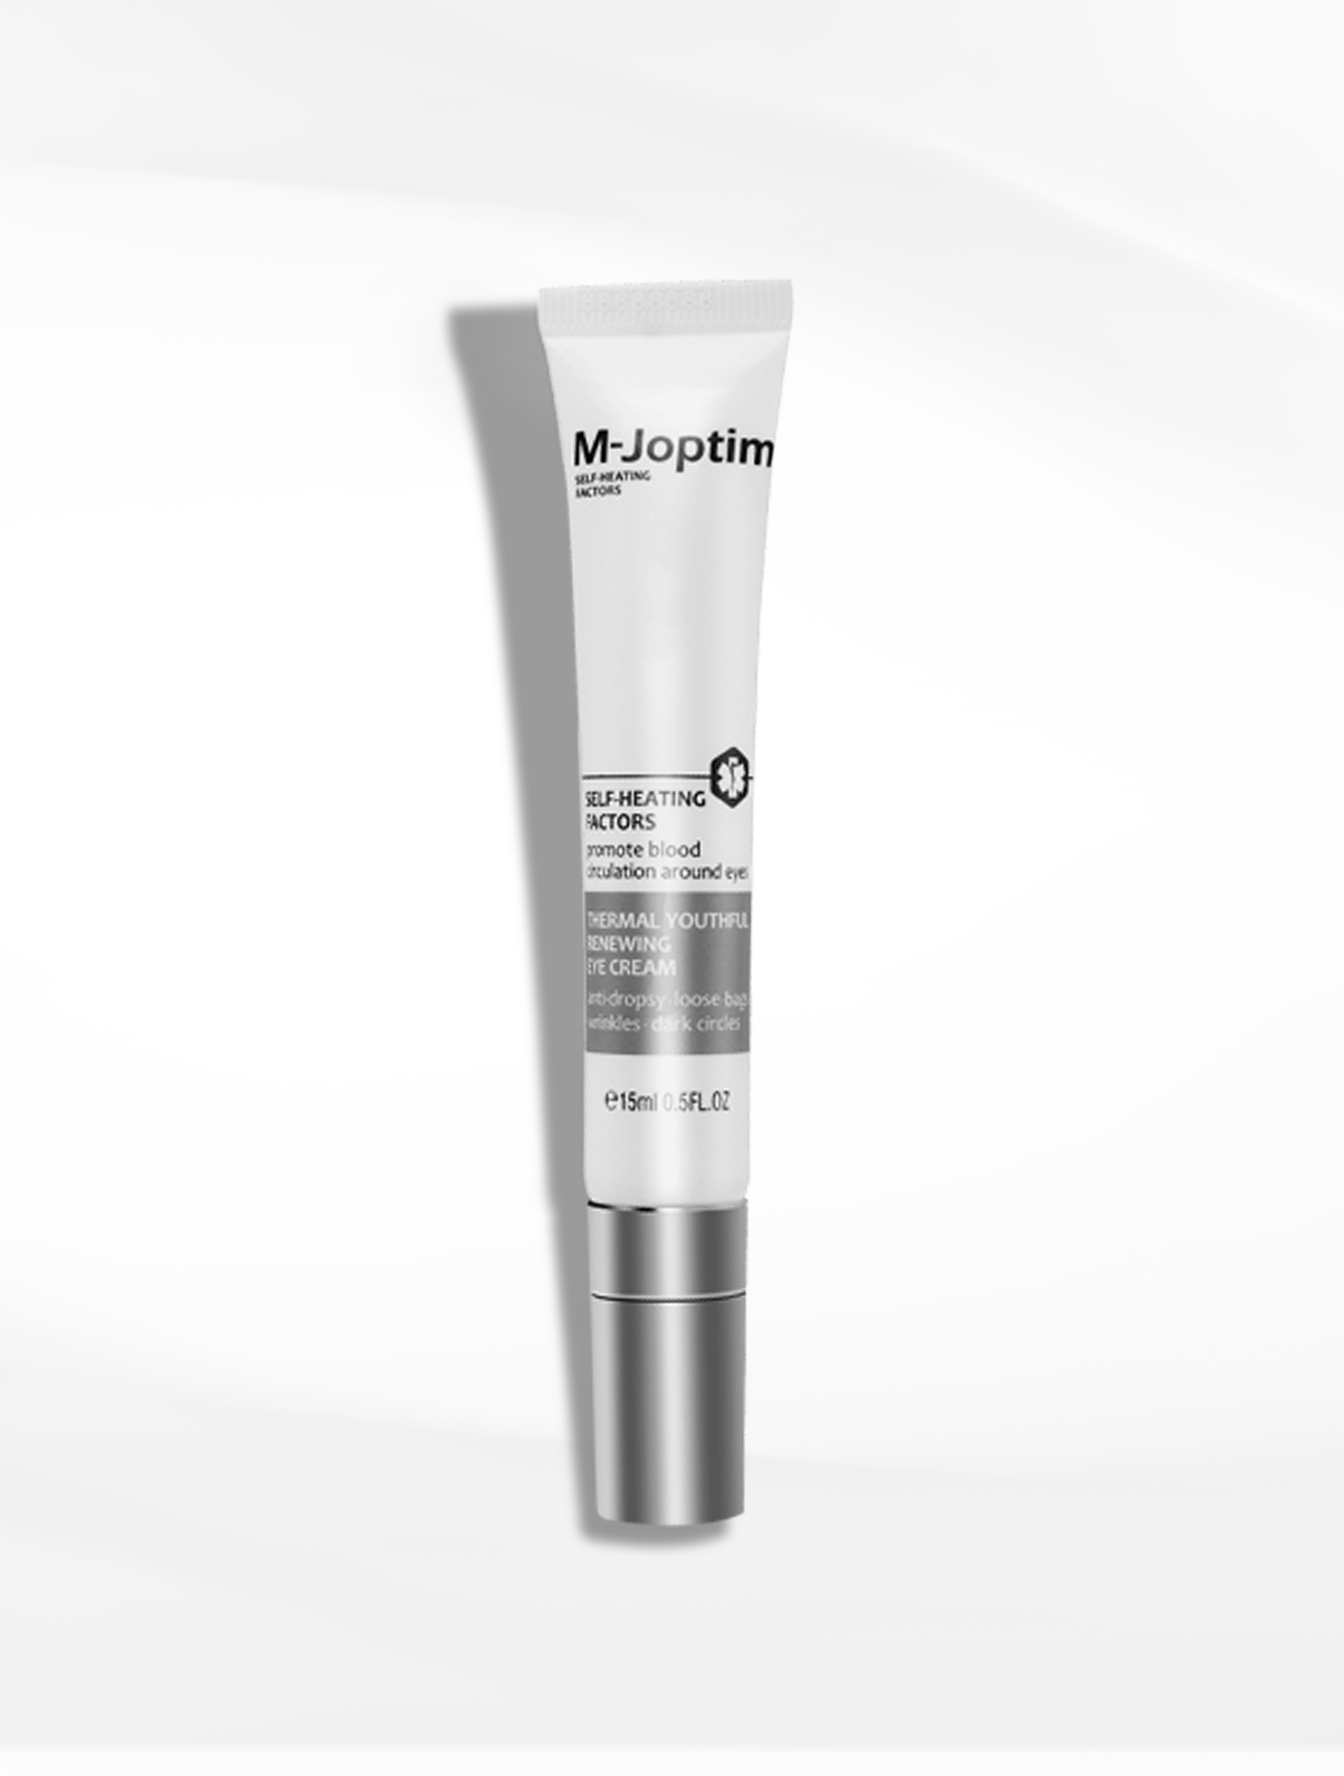 M-Joptim
SELF-HEATING
FACTORS
SELF-HEATING
FACTORS
promote blood
circulation around eyes
THERMAL YOUTHFUL
RENEWING
EYE CREAM
anti-dropsy·loose bags
wrinkles·dark circles
℮15ml 0.5FL.OZ